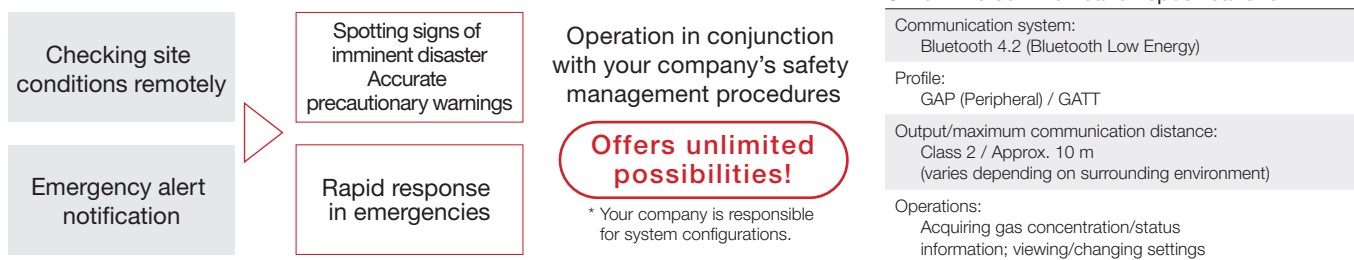 Checking site
conditions remotely
Emergency alert
notification
Spotting signs of
imminent disaster
Accurate
precautionary warnings
Rapid response
in emergencies
Operation in conjunction
with your company's safety
management procedures
Offers unlimited
possibilities!
* Your company is responsible
for system configurations.
Communication system:
Bluetooth 4.2 (Bluetooth Low Energy)
Profile:
GAP (Peripheral) / GATT
Output/maximum communication distance:
Class 2 / Approx. 10 m
(varies depending on surrounding environment)
Operations:
Acquiring gas concentration/status
information; viewing/changing settings